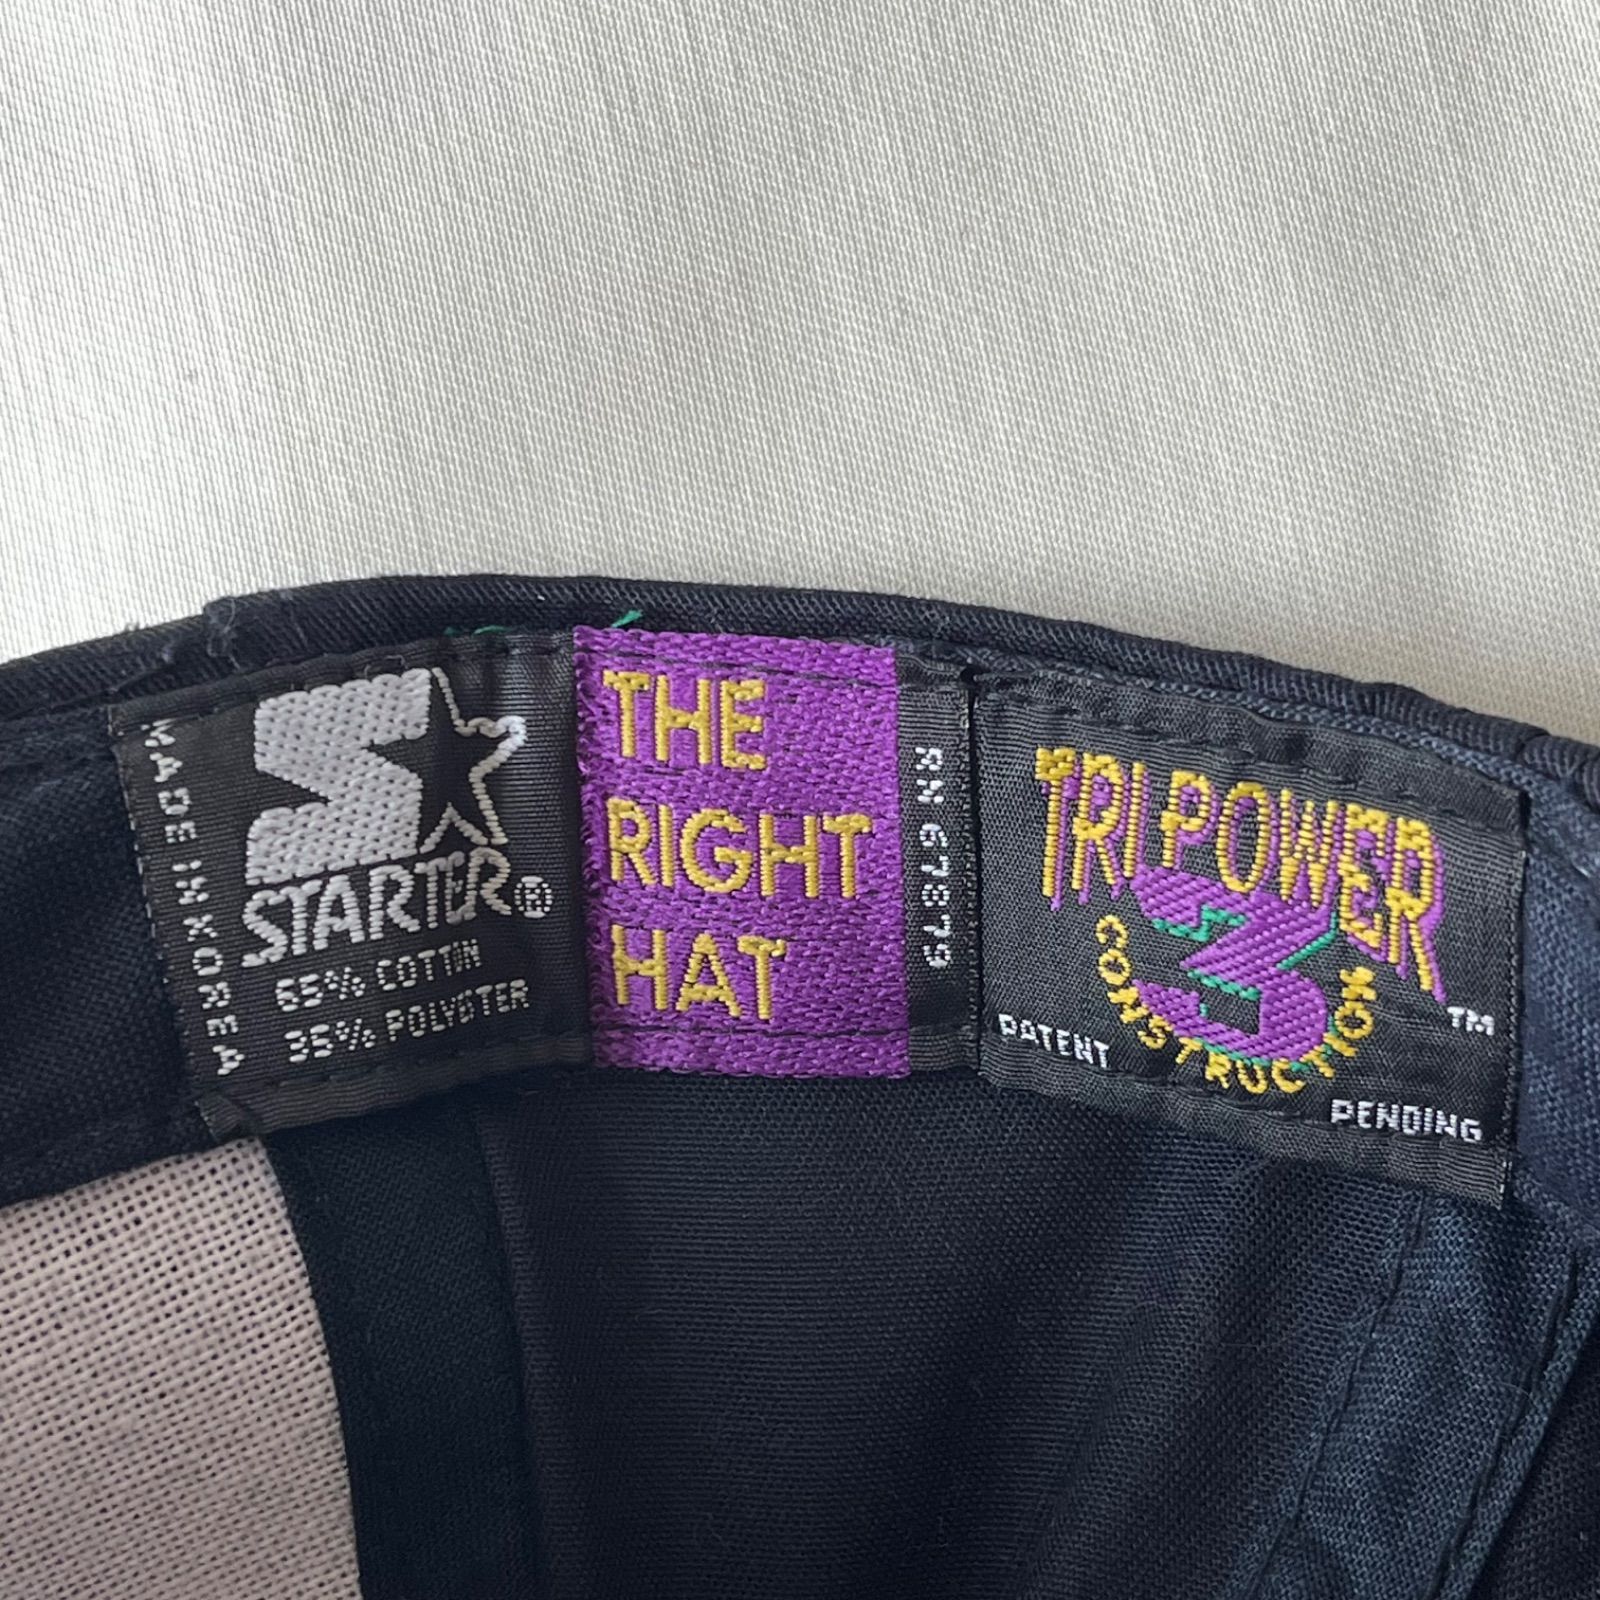 MADE IN KOREA
STARTER®
65% COTTON
35% POLYESTER
THE
RIGHT
HAT
RN 67879
TRI POWER
3
CONSTRUCTION
TM
PATENT
PENDING